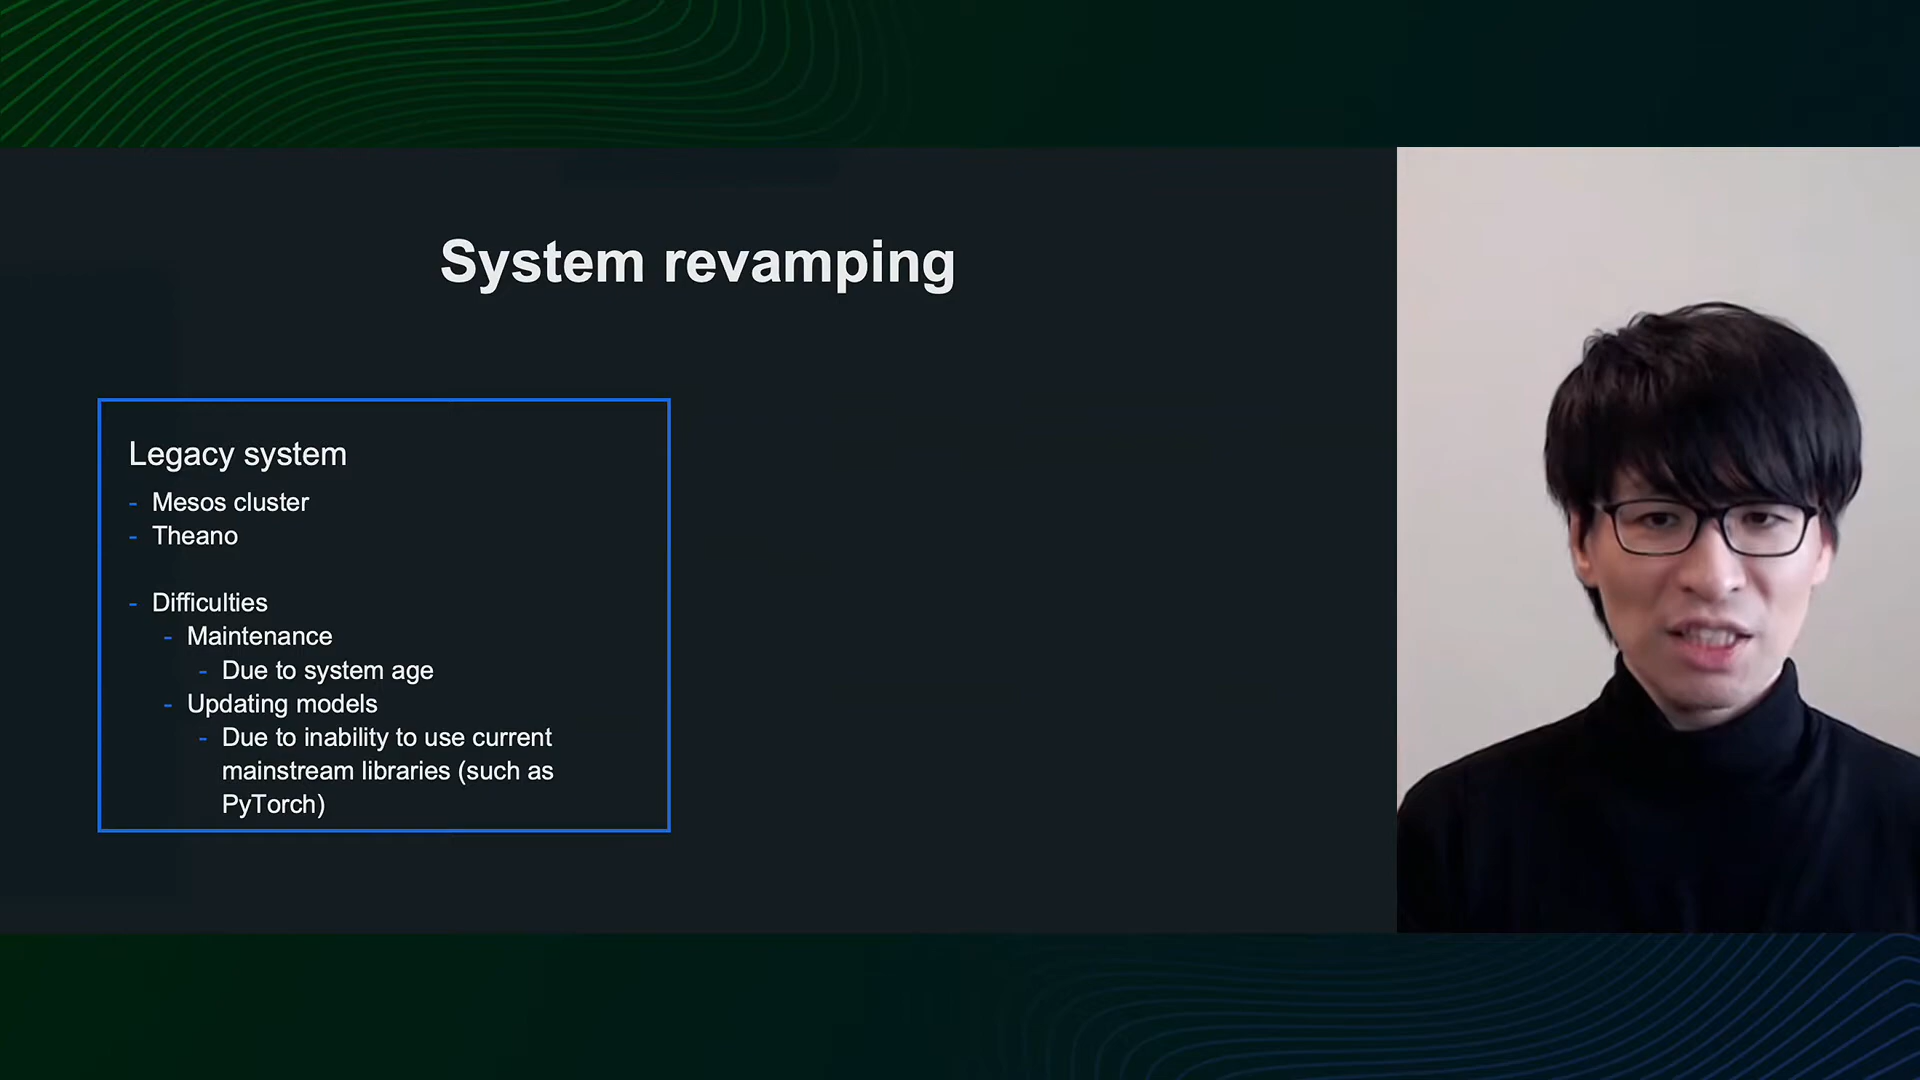 System revamping
Legacy system
- Mesos cluster
- Theano
- Difficulties
- Maintenance
- Due to system age
- Updating models
- Due to inability to use current
mainstream libraries (such as
PyTorch)